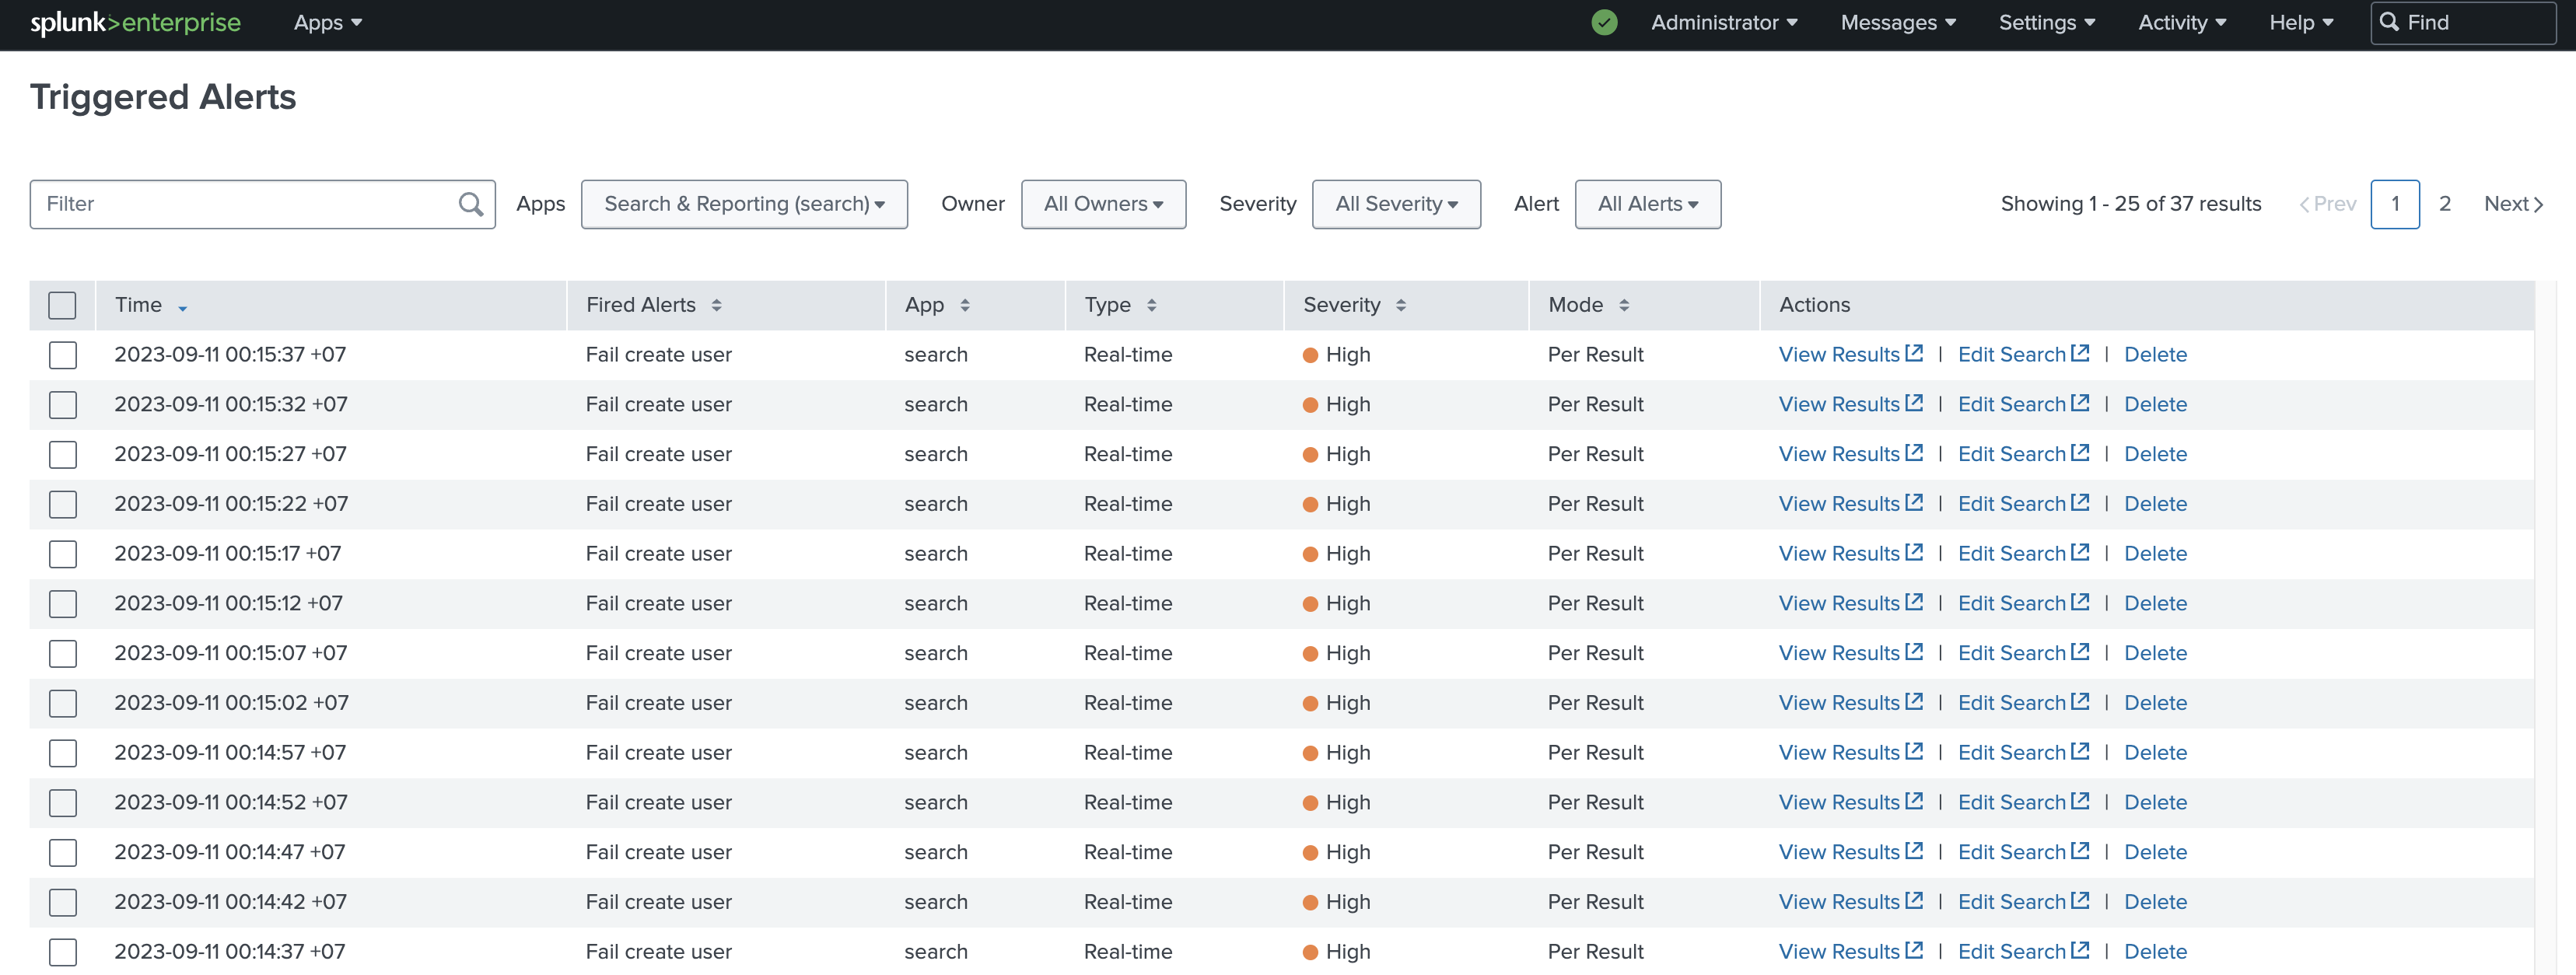 splunk>enterprise Apps Administrator Messages Settings Activity Help Find
Triggered Alerts
Filter Apps Search & Reporting (search) Owner All Owners Severity All Severity Alert All Alerts Showing 1 - 25 of 37 results Prev 1 2 Next
Time Fired Alerts App Type Severity Mode Actions
2023-09-11 00:15:37 +07 Fail create user search Real-time High Per Result View Results | Edit Search | Delete
2023-09-11 00:15:32 +07 Fail create user search Real-time High Per Result View Results | Edit Search | Delete
2023-09-11 00:15:27 +07 Fail create user search Real-time High Per Result View Results | Edit Search | Delete
2023-09-11 00:15:22 +07 Fail create user search Real-time High Per Result View Results | Edit Search | Delete
2023-09-11 00:15:17 +07 Fail create user search Real-time High Per Result View Results | Edit Search | Delete
2023-09-11 00:15:12 +07 Fail create user search Real-time High Per Result View Results | Edit Search | Delete
2023-09-11 00:15:07 +07 Fail create user search Real-time High Per Result View Results | Edit Search | Delete
2023-09-11 00:15:02 +07 Fail create user search Real-time High Per Result View Results | Edit Search | Delete
2023-09-11 00:14:57 +07 Fail create user search Real-time High Per Result View Results | Edit Search | Delete
2023-09-11 00:14:52 +07 Fail create user search Real-time High Per Result View Results | Edit Search | Delete
2023-09-11 00:14:47 +07 Fail create user search Real-time High Per Result View Results | Edit Search | Delete
2023-09-11 00:14:42 +07 Fail create user search Real-time High Per Result View Results | Edit Search | Delete
2023-09-11 00:14:37 +07 Fail create user search Real-time High Per Result View Results | Edit Search | Delete